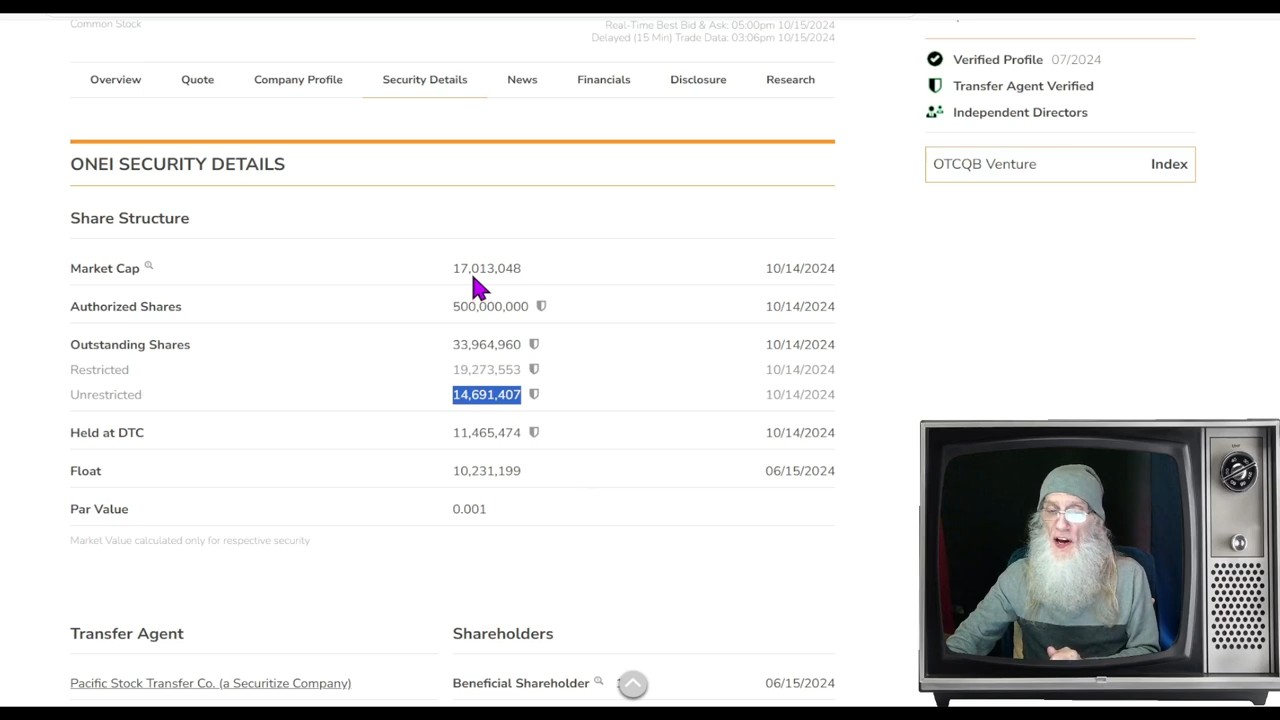 Common Stock
Real-Time Best Bid & Ask: 05:00pm 10/15/2024
Delayed (15 Min) Trade Data: 03:06pm 10/15/2024
Overview Quote Company Profile Security Details News Financials Disclosure Research
Verified Profile 07/2024
Transfer Agent Verified
Independent Directors
OTCQB Venture Index
ONEI SECURITY DETAILS
Share Structure
Market Cap 17,013,048 10/14/2024
Authorized Shares 500,000,000 10/14/2024
Outstanding Shares 33,964,960 10/14/2024
Restricted 19,273,553 10/14/2024
Unrestricted 14,691,407 10/14/2024
Held at DTC 11,465,474 10/14/2024
Float 10,231,199 06/15/2024
Par Value 0.001
Market Value calculated only for respective security
Transfer Agent Shareholders
Pacific Stock Transfer Co. (a Securitize Company) Beneficial Shareholder 06/15/2024